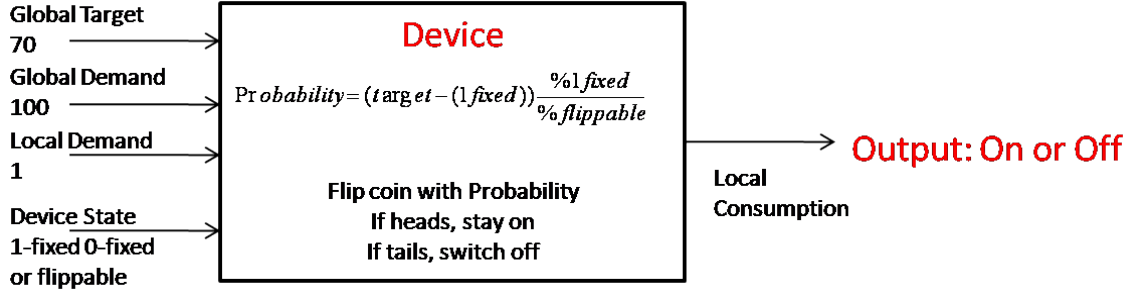 Global Target
70
Global Demand
100
Local Demand
1
Device State
1-fixed 0-fixed
or flippable
Device
Probability=(target-(1fixed)) %1fixed
%flippable
Flip coin with Probability
If heads, stay on
If tails, switch off
Local
Consumption
Output: On or Off